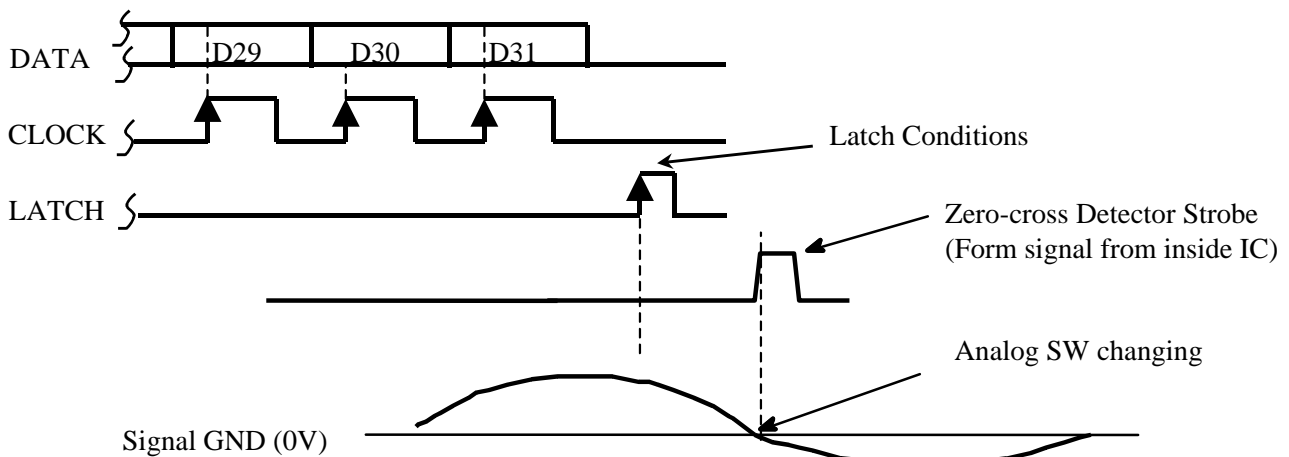 DATA D29 D30 D31
CLOCK
Latch Conditions
LATCH
Zero-cross Detector Strobe
(Form signal from inside IC)
Analog SW changing
Signal GND (0V)